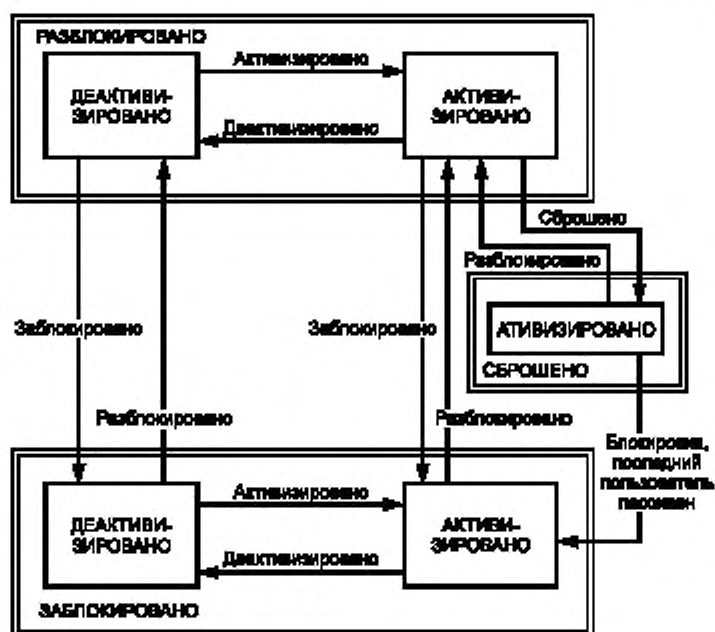 РАЗБЛОКИРОВАНО
ДЕАКТИВИ-
ЗИРОВАНО
Активизировано
Деактивизировано
АКТИВИ-
ЗИРОВАНО
Сброшено
Разблокировано
АТИВИЗИРОВАНО
СБРОШЕНО
Заблокировано
Заблокировано
Разблокировано
Разблокировано
Блокировка,
последний
пользователь
пассивен
ДЕАКТИВИ-
ЗИРОВАНО
Активизировано
Деактивизировано
АКТИВИ-
ЗИРОВАНО
ЗАБЛОКИРОВАНО